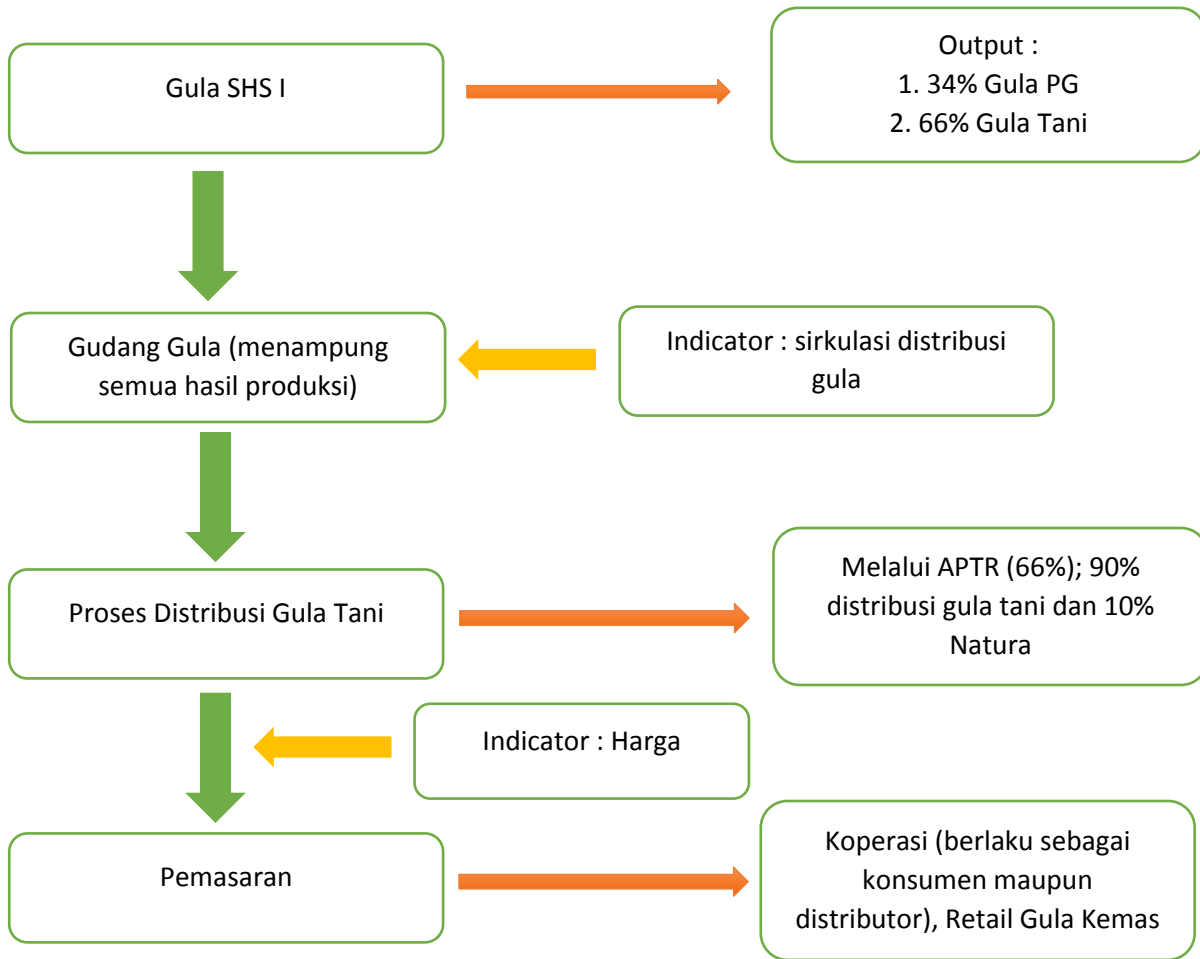 Gula SHS I
Output :
1. 34% Gula PG
2. 66% Gula Tani
Gudang Gula (menampung
semua hasil produksi)
Indicator : sirkulasi distribusi
gula
Proses Distribusi Gula Tani
Melalui APTR (66%); 90%
distribusi gula tani dan 10%
Natura
Indicator : Harga
Pemasaran
Koperasi (berlaku sebagai
konsumen maupun
distributor), Retail Gula Kemas